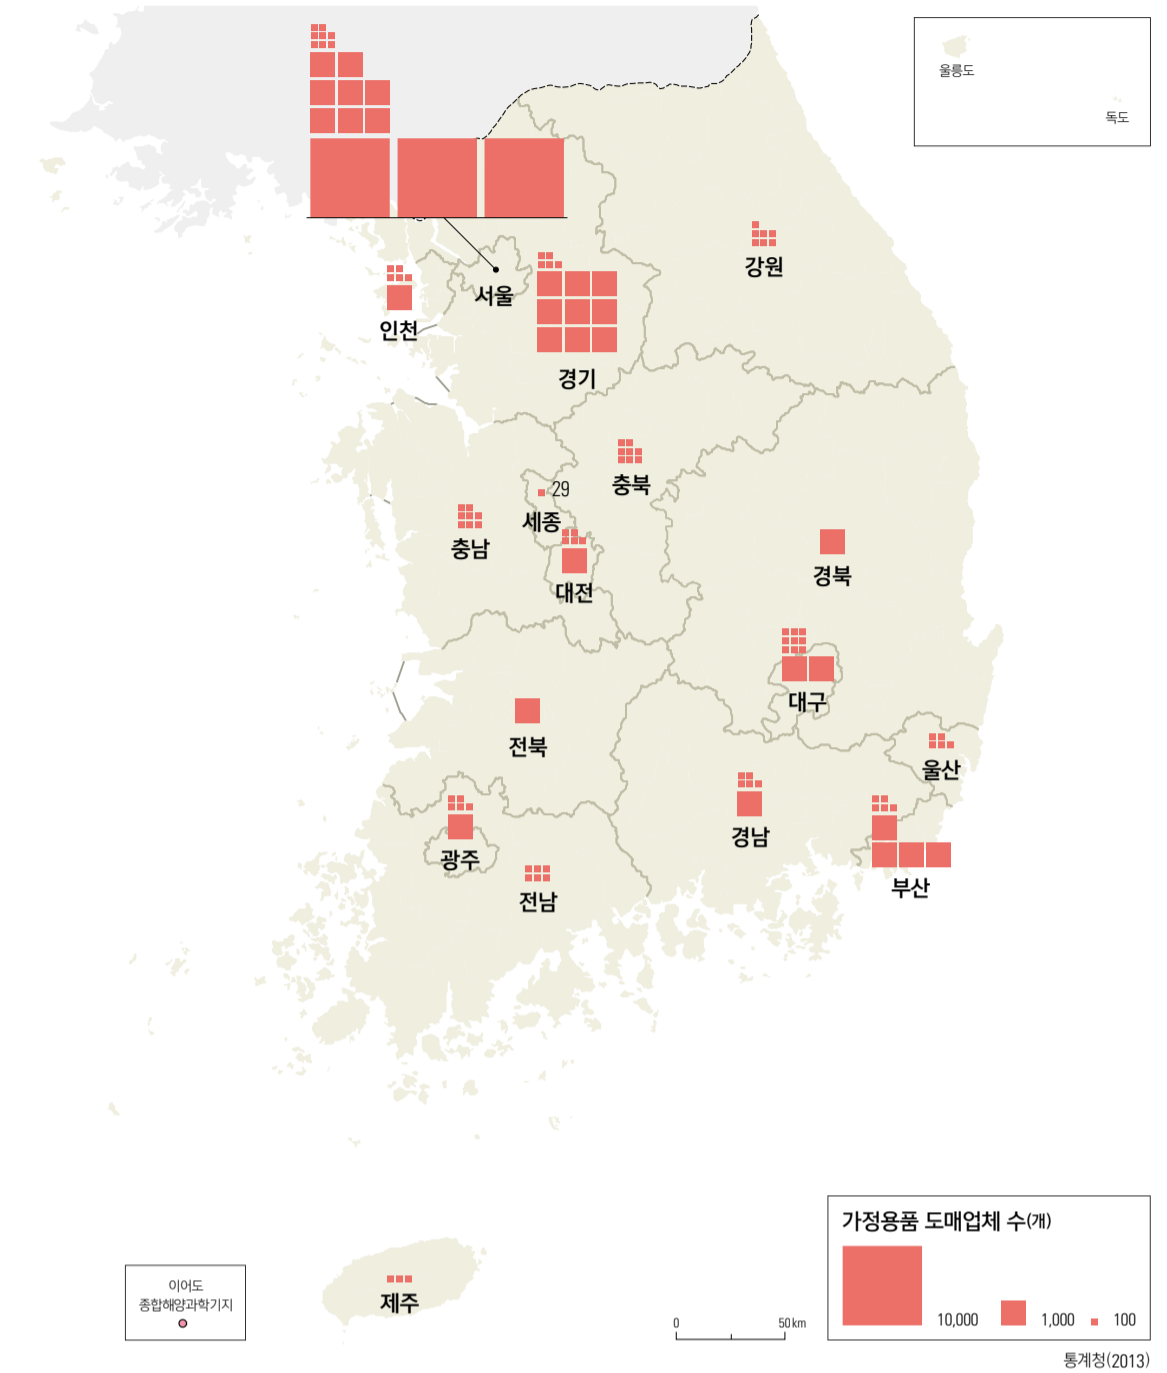 울릉도
독도
강원
서울
인천
경기
충북
29
세종
충남
대전
경북
대구
전북
울산
경남
광주
부산
전남
제주
이어도
종합해양과학기지
0 50 km
가정용품 도매업체 수(개)
10,000 1,000 100
통계청(2013)